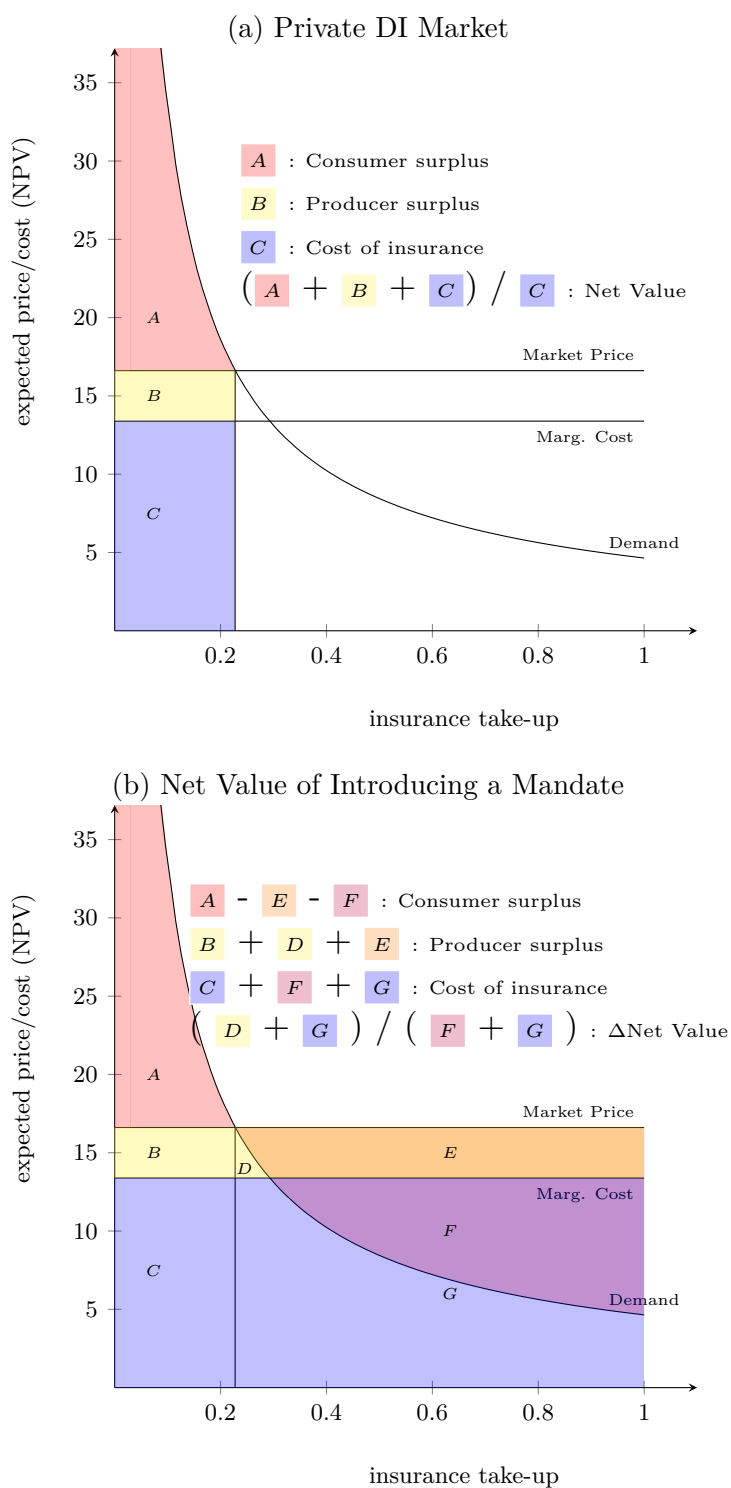 (a) Private DI Market
expected price/cost (NPV)
35
30
25
20
15
10
5
A : Consumer surplus
B : Producer surplus
C : Cost of insurance
(A + B + C) / C : Net Value
A
Market Price
B
Marg. Cost
C
Demand
0.2 0.4 0.6 0.8 1
insurance take-up
(b) Net Value of Introducing a Mandate
expected price/cost (NPV)
35
30
25
20
15
10
5
A - E - F : Consumer surplus
B + D + E : Producer surplus
C + F + G : Cost of insurance
( D + G ) / ( F + G ) : ΔNet Value
A
Market Price
B
D
E
Marg. Cost
C
F
G
Demand
0.2 0.4 0.6 0.8 1
insurance take-up